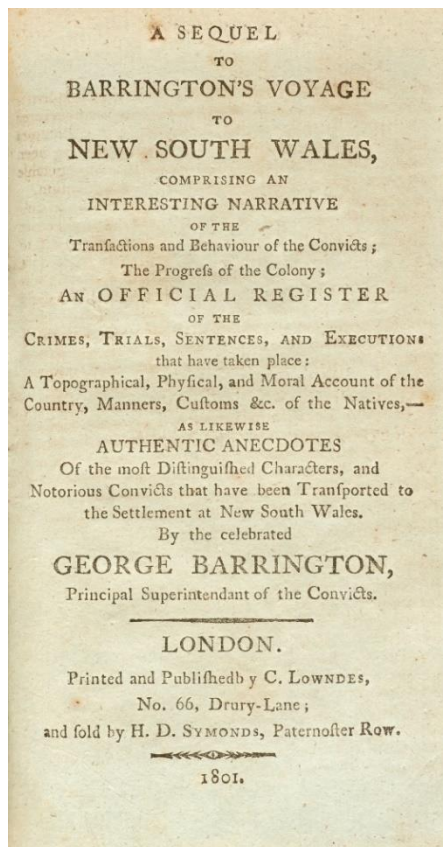 A SEQUEL
TO
BARRINGTON'S VOYAGE
TO
NEW SOUTH WALES,
COMPRISING AN
INTERESTING NARRATIVE
OF THE
Tranſactions and Behaviour of the Convicts;
The Progreſs of the Colony;
AN OFFICIAL REGISTER
OF THE
CRIMES, TRIALS, SENTENCES, AND EXECUTIONS
that have taken place:
A Topographical, Phyſical, and Moral Account of the
Country, Manners, Cuſtoms &c. of the Natives,—
AS LIKEWISE
AUTHENTIC ANECDOTES
Of the moſt Diſtinguiſhed Characters, and
Notorious Convicts that have been Tranſported to
the Settlement at New South Wales.
By the celebrated
GEORGE BARRINGTON,
Principal Superintendant of the Convicts.
LONDON.
Printed and Publiſhedb y C. LOWNDES,
No. 66, Drury-Lane;
and ſold by H. D. SYMONDS, Paternoſter Row.
1801.